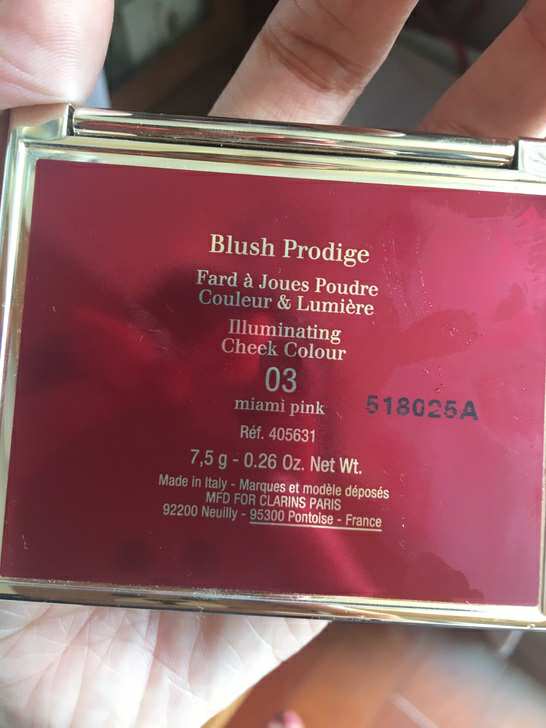 Blush Prodige
Fard à Joues Poudre
Couleur & Lumière
Illuminating
Cheek Colour
03
miami pink
518025A
Réf. 405631
7,5 g - 0.26 Oz. Net Wt.
Made in Italy - Marques et modèle déposés
MFD FOR CLARINS PARIS
92200 Neuilly - 95300 Pontoise - France